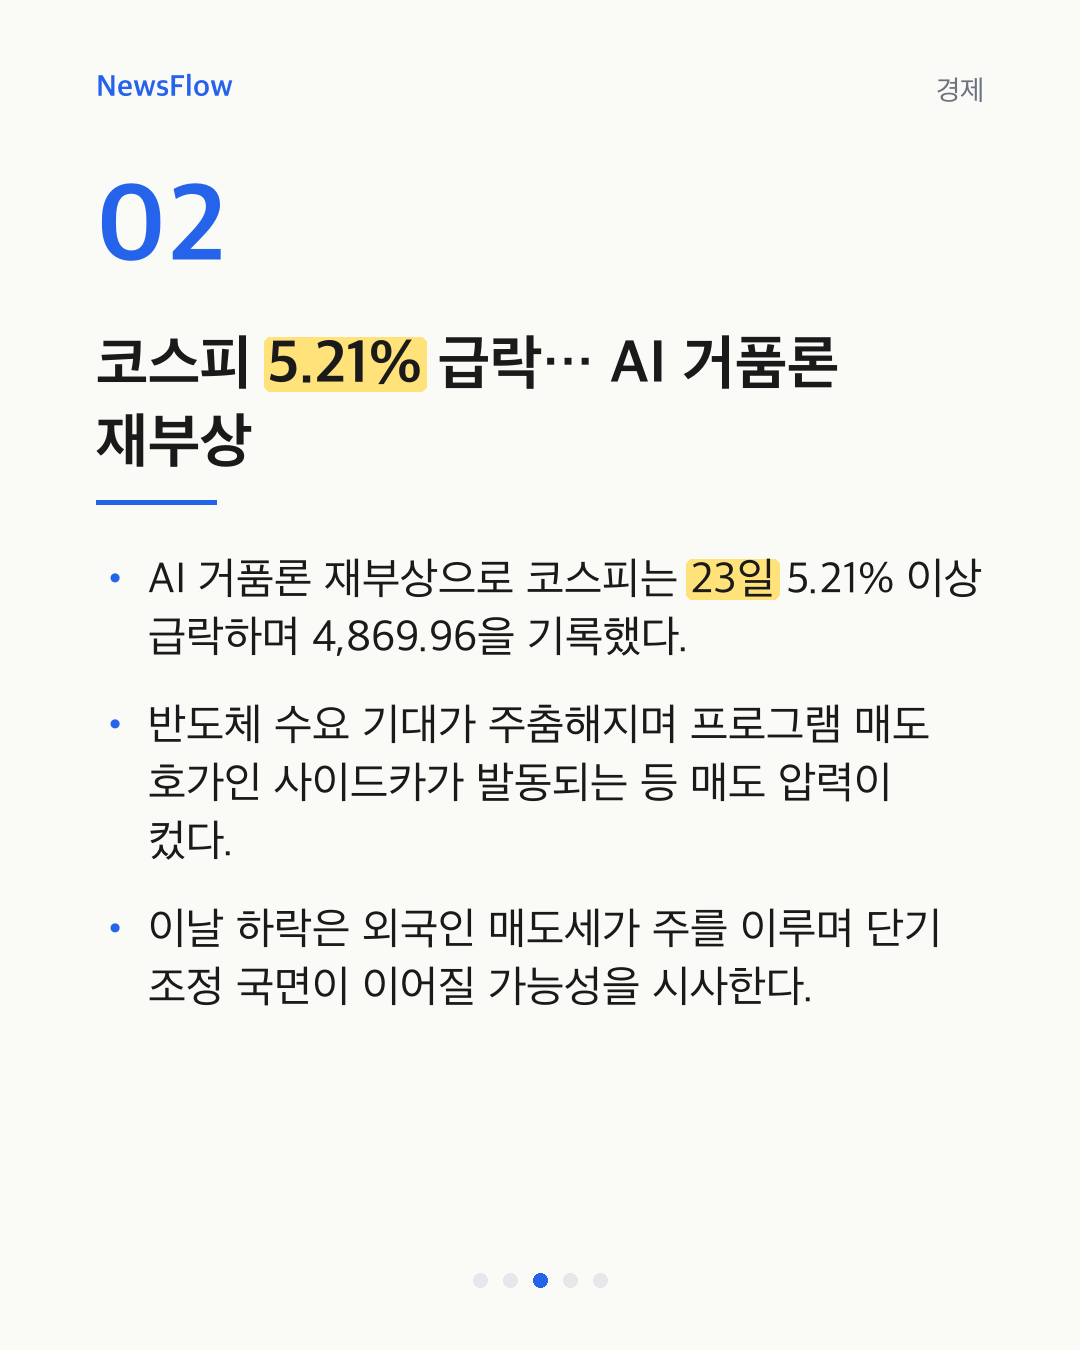 NewsFlow
경제
02
코스피 5.21% 급락… AI 거품론
재부상
• AI 거품론 재부상으로 코스피는 23일 5.21% 이상
급락하며 4,869.96을 기록했다.
• 반도체 수요 기대가 주춤해지며 프로그램 매도
호가인 사이드카가 발동되는 등 매도 압력이
컸다.
• 이날 하락은 외국인 매도세가 주를 이루며 단기
조정 국면이 이어질 가능성을 시사한다.